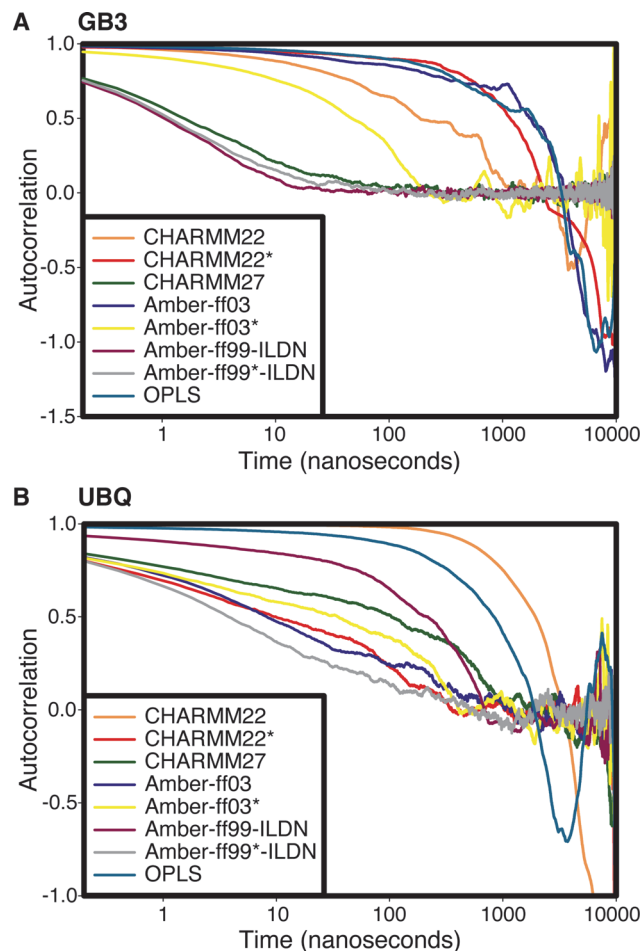 A GB3
1.0
0.5
0.0
-0.5
-1.0
-1.5
Autocorrelation
CHARMM22
CHARMM22*
CHARMM27
Amber-ff03
Amber-ff03*
Amber-ff99-ILDN
Amber-ff99*-ILDN
OPLS
1 10 100 1000 10000
Time (nanoseconds)
B UBQ
1.0
0.5
0.0
-0.5
-1.0
Autocorrelation
CHARMM22
CHARMM22*
CHARMM27
Amber-ff03
Amber-ff03*
Amber-ff99-ILDN
Amber-ff99*-ILDN
OPLS
1 10 100 1000 10000
Time (nanoseconds)